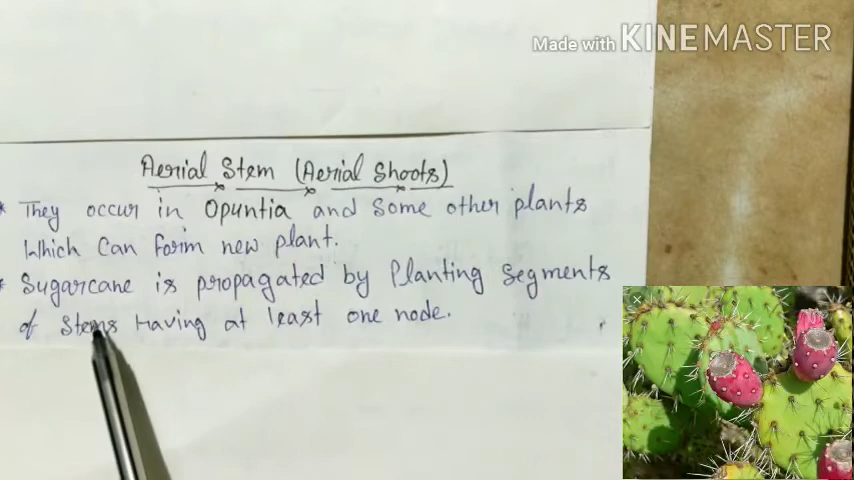 Made with KINEMASTER
Aerial Stem (Aerial Shoots)
* They occur in Opuntia and some other plants
Which can form new plant.
* Sugarcane is propagated by Planting segments
of stems Having at least one node.